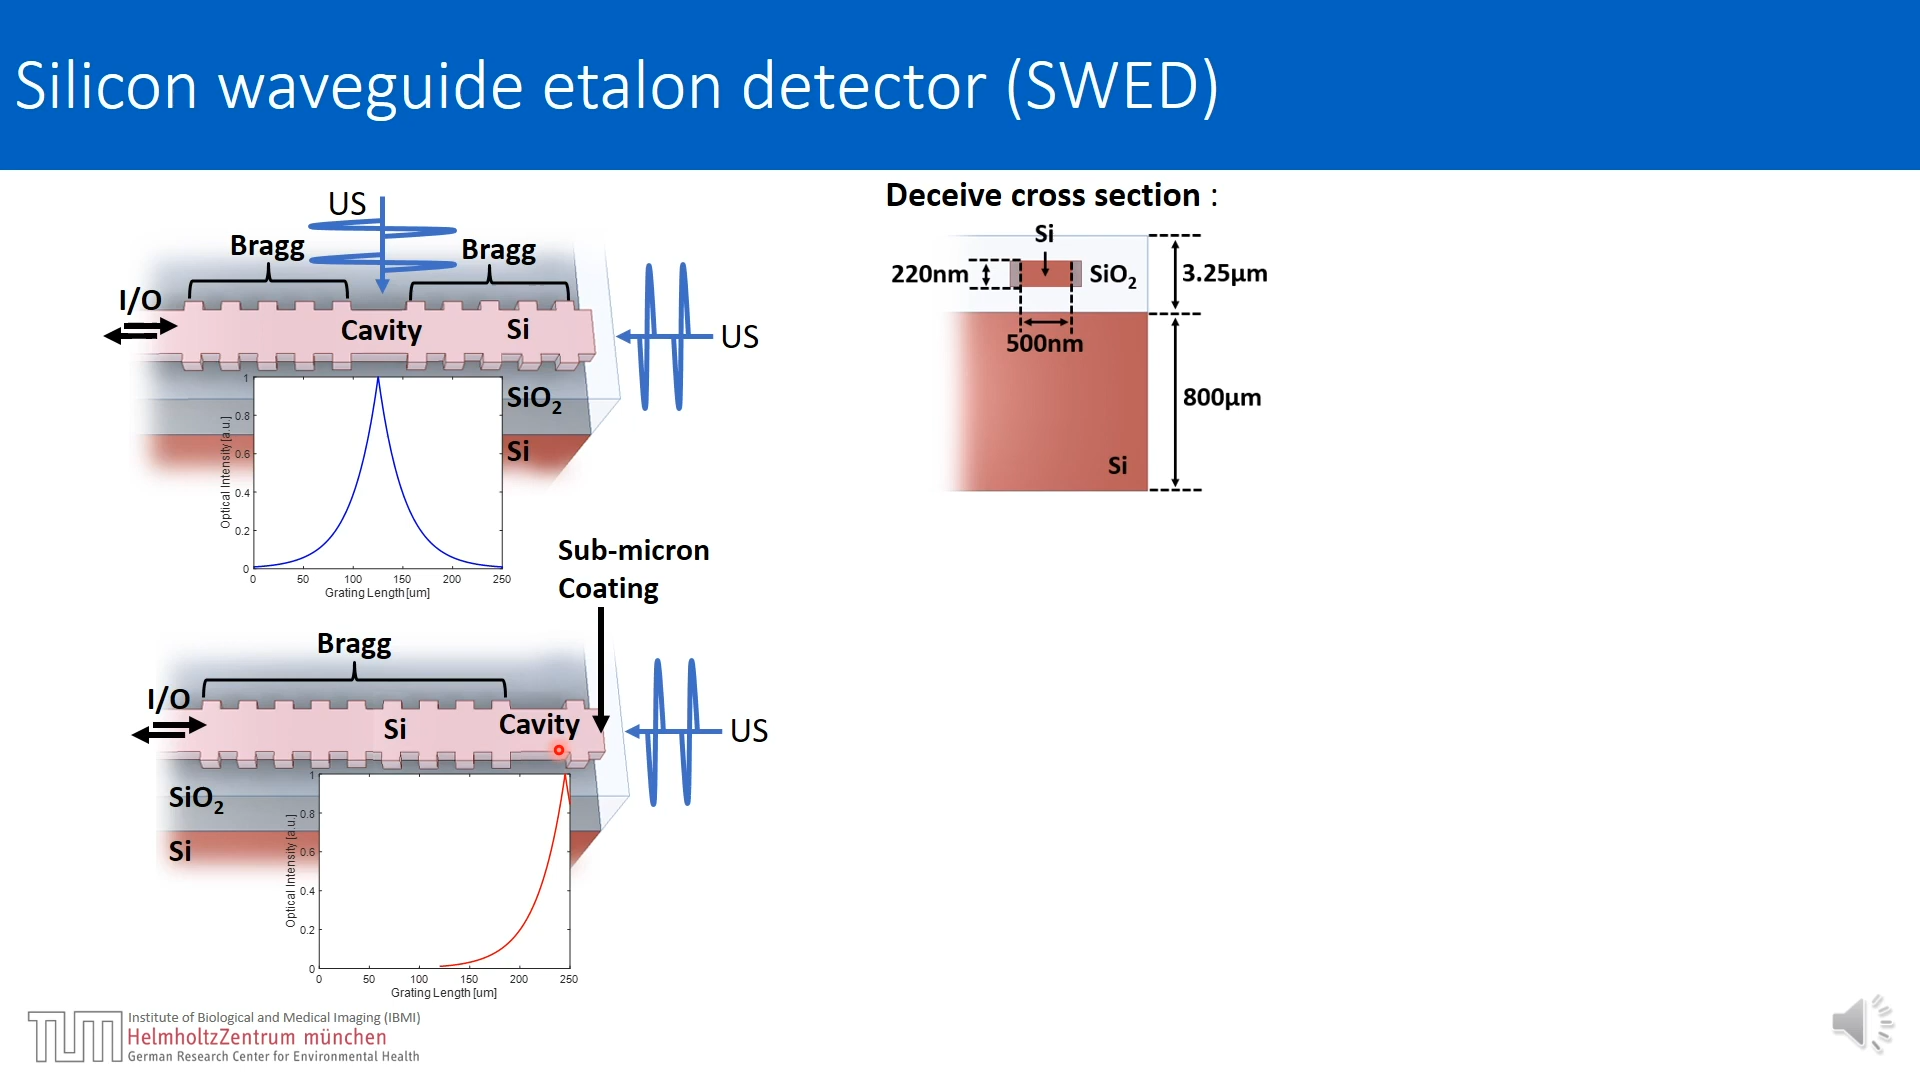 Silicon waveguide etalon detector (SWED)
US
Bragg
Bragg
I/O
Cavity
Si
US
SiO2
Si
1
0.8
0.6
0.4
0.2
0
Optical Intensity [a.u.]
0 50 100 150 200 250
Grating Length [um]
Sub-micron
Coating
Bragg
I/O
Si
Cavity
US
SiO2
Si
1
0.8
0.6
0.4
0.2
0
Optical Intensity [a.u.]
0 50 100 150 200 250
Grating Length [um]
Deceive cross section :
Si
220nm
SiO2
3.25µm
500nm
800µm
Si
TUM
Institute of Biological and Medical Imaging (IBMI)
HelmholtzZentrum münchen
German Research Center for Environmental Health